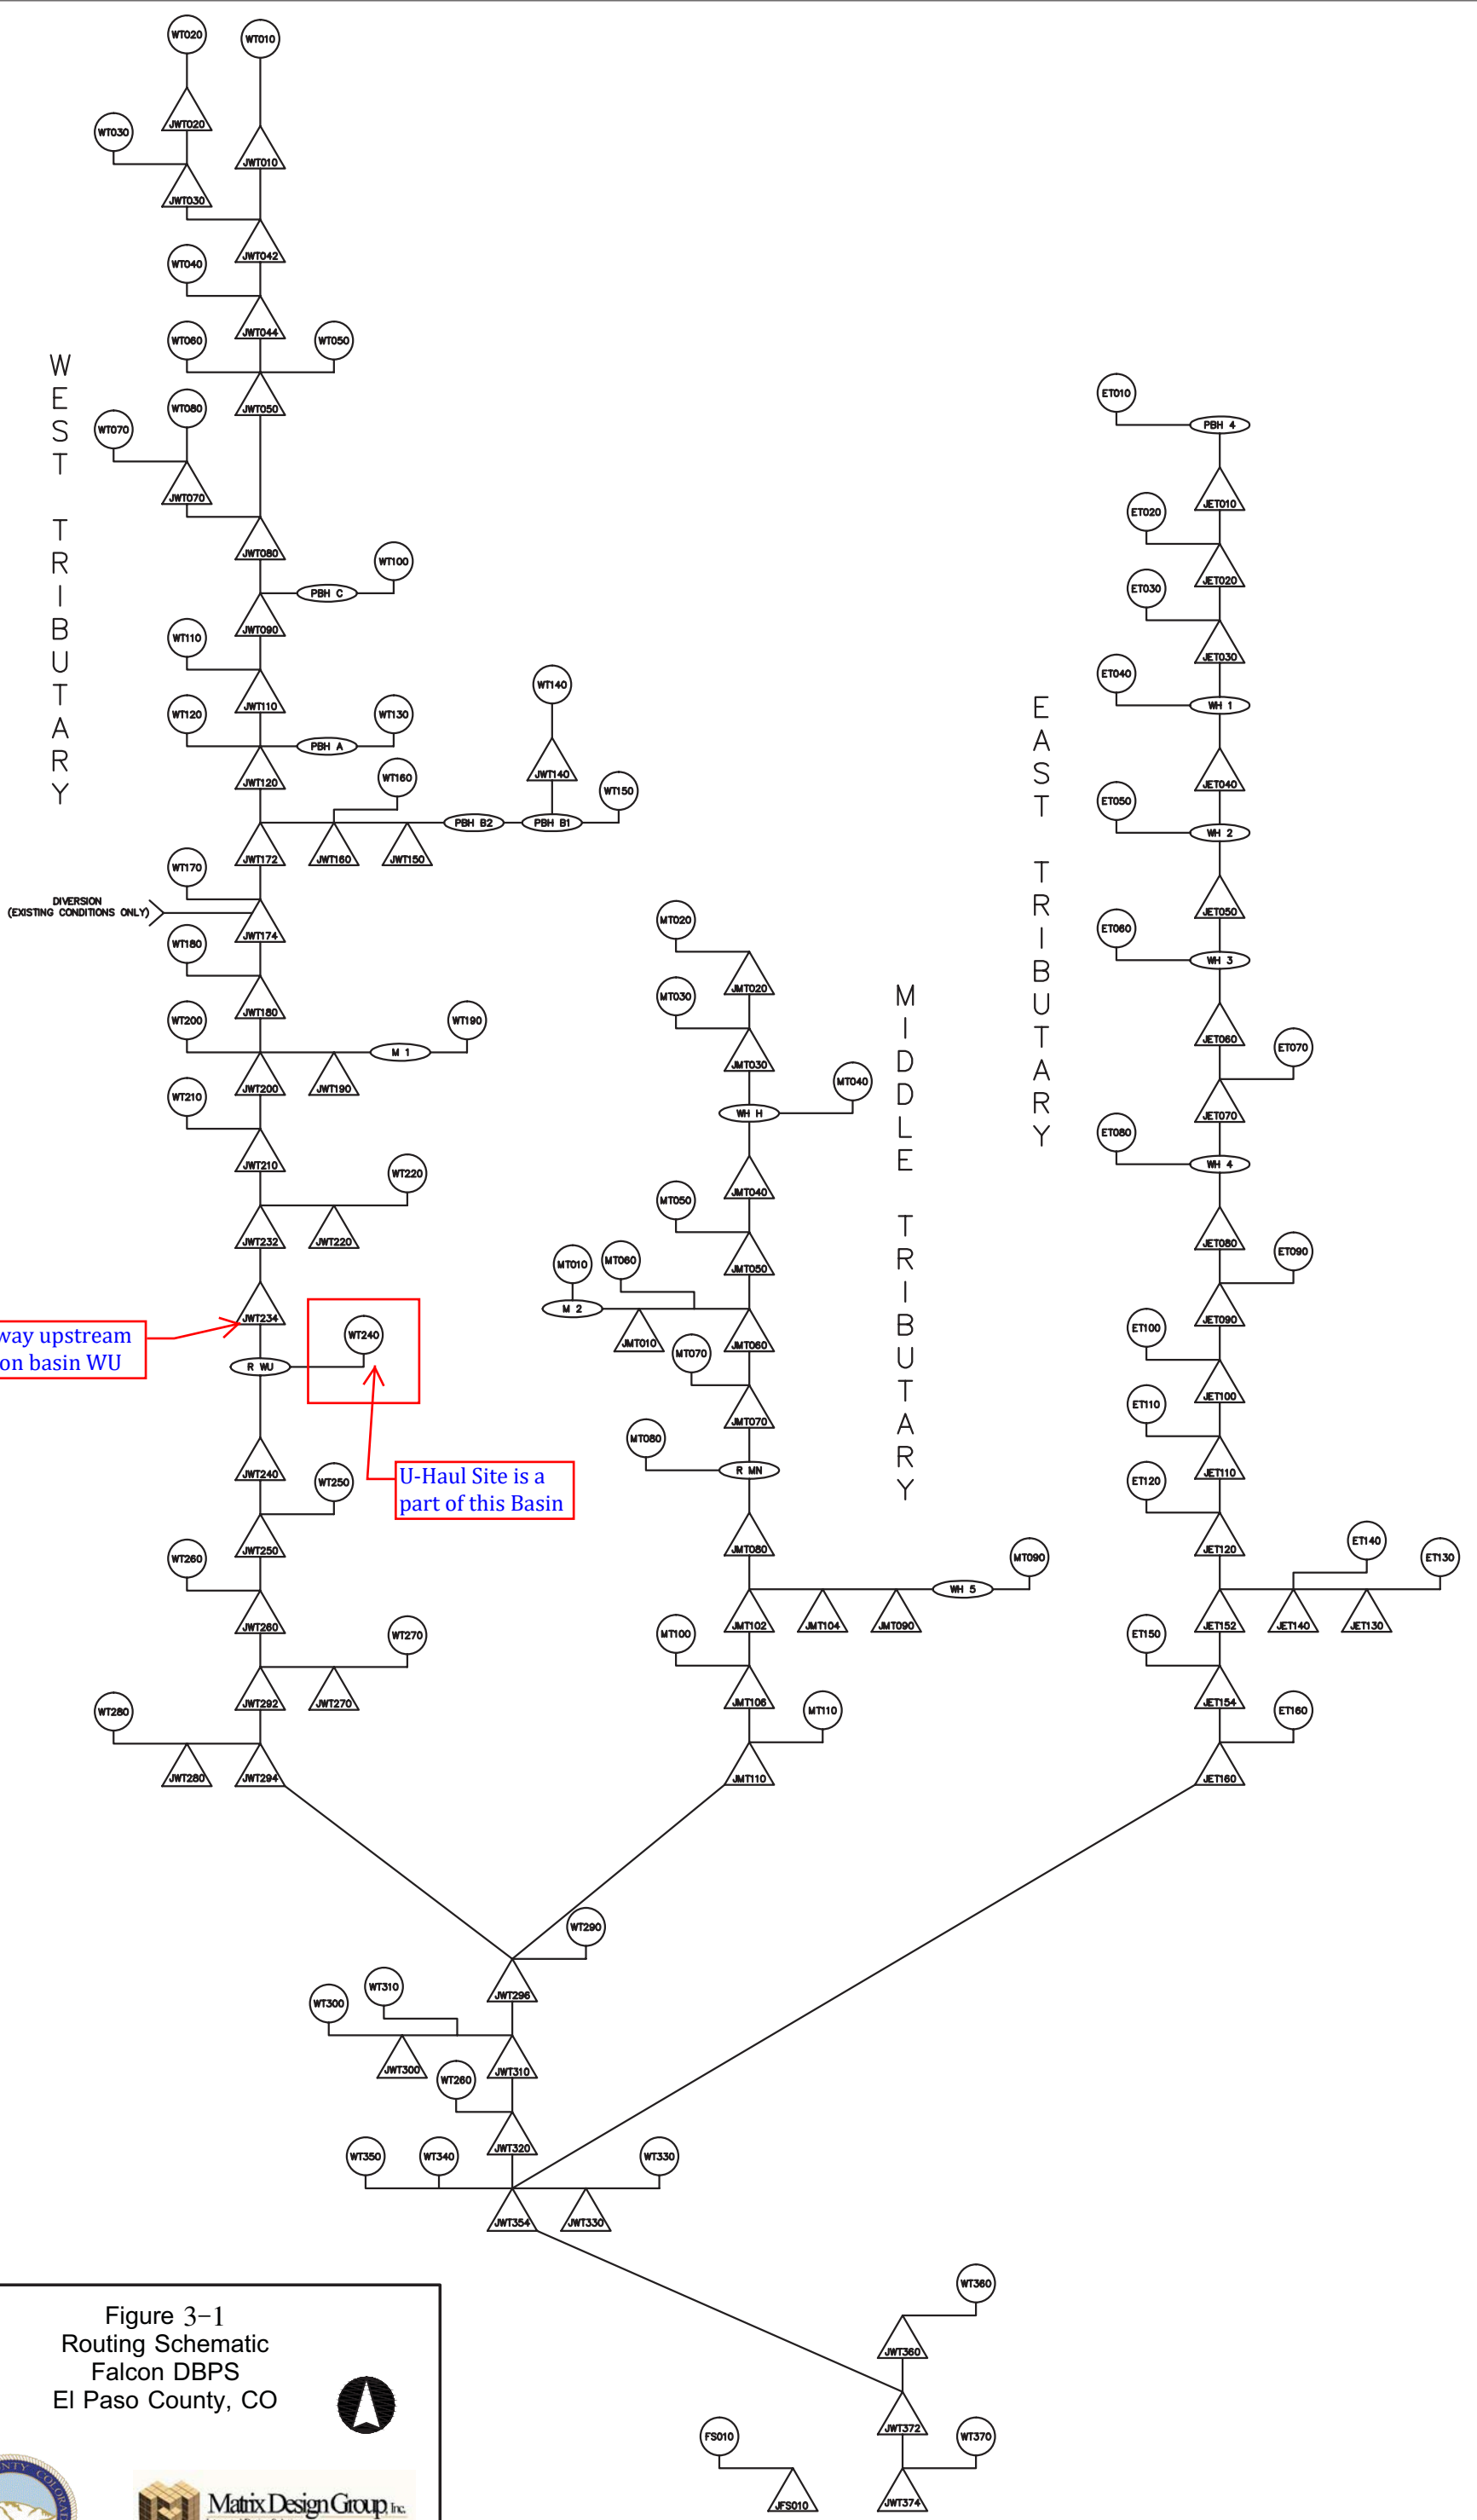 WT020
WT010
WT030
JWT020
JWT010
JWT030
WT040
JWT042
JWT044
WT060
WT050
JWT050
WT080
WT070
JWT070
JWT080
WT100
PBH C
JWT090
WT110
JWT110
WT120
WT130
PBH A
WT140
JWT120
WT160
JWT140
WT150
PBH B2
PBH B1
JWT172
JWT160
JWT150
WT170
DIVERSION
(EXISTING CONDITIONS ONLY)
JWT174
WT180
JWT180
WT200
WT190
M 1
JWT200
JWT190
WT210
JWT210
WT220
JWT232
JWT220
JWT234
way upstream
on basin WU
WT240
R WU
U-Haul Site is a
part of this Basin
JWT240
WT250
JWT250
WT260
JWT260
WT270
JWT292
JWT270
WT280
JWT280
JWT294
WEST TRIBUTARY
MT020
JMT020
MT030
JMT030
MT040
WH H
JMT040
MT050
JMT050
MT010
MT060
M 2
JMT010
JMT060
MT070
JMT070
MT080
R MN
JMT080
MT090
WH 5
JMT102
JMT104
JMT090
MT100
JMT106
MT110
JMT110
MIDDLE TRIBUTARY
ET010
PBH 4
JET010
ET020
JET020
ET030
JET030
ET040
WH 1
JET040
ET050
WH 2
JET050
ET060
WH 3
JET060
ET070
JET070
ET080
WH 4
JET080
ET090
JET090
ET100
JET100
ET110
JET110
ET120
JET120
ET140
ET130
JET152
JET140
JET130
ET150
JET154
ET160
JET160
EAST TRIBUTARY
WT290
JWT296
WT310
WT300
JWT300
JWT310
WT260
JWT320
WT350
WT340
WT330
JWT354
JWT330
WT360
JWT360
JWT372
FS010
WT370
JFS010
JWT374
Figure 3-1
Routing Schematic
Falcon DBPS
El Paso County, CO
Matrix Design Group, Inc.